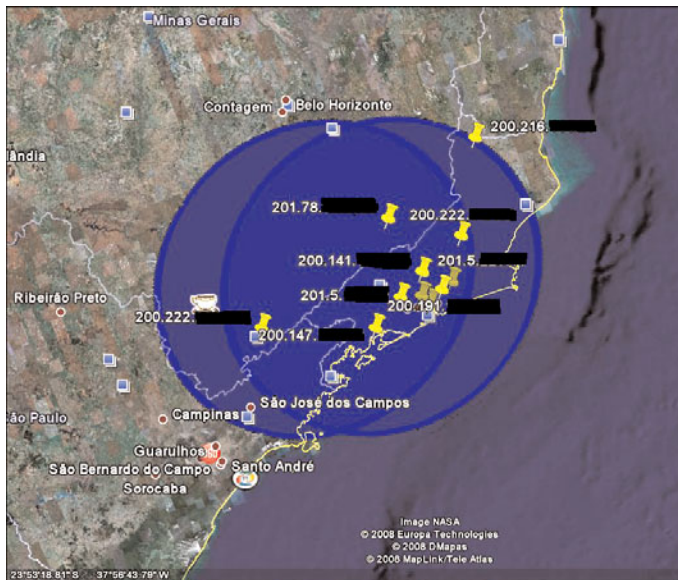 Minas Gerais
Contagem
Belo Horizonte
200.216.
lândia
201.78.
200.222.
200.141.
201.5.
201.5.
200.191.
Ribeirão Preto
200.222.
200.147.
São José dos Campos
Campinas
São Paulo
Guarulhos
São Bernardo do Campo
Santo André
Sorocaba
Image NASA
© 2008 Europa Technologies
© 2008 DMapas
© 2008 MapLink/Tele Atlas
23°53'18.81" S 37°56'43.79" W